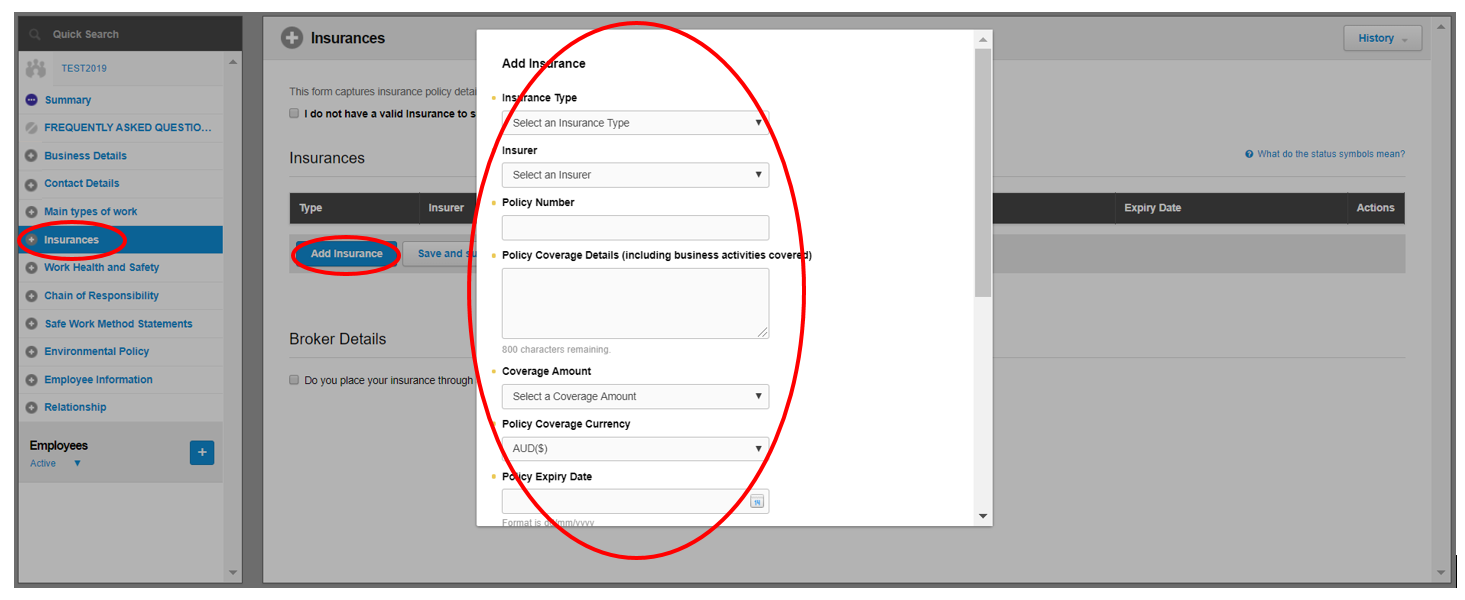 Quick Search
TEST2019
Summary
FREQUENTLY ASKED QUESTIO...
Business Details
Contact Details
Main types of work
Insurances
Work Health and Safety
Chain of Responsibility
Safe Work Method Statements
Environmental Policy
Employee Information
Relationship
Employees
Active
Insurances
History
This form captures insurance policy detai
I do not have a valid Insurance to s
Insurances
What do the status symbols mean?
Type Insurer Expiry Date Actions
Add Insurance Save and su
Broker Details
Do you place your insurance through
Add Insurance
Insurance Type
Select an Insurance Type
Insurer
Select an Insurer
Policy Number
Policy Coverage Details (including business activities covered)
800 characters remaining.
Coverage Amount
Select a Coverage Amount
Policy Coverage Currency
AUD($)
Policy Expiry Date
Format is dd/mm/yyyy